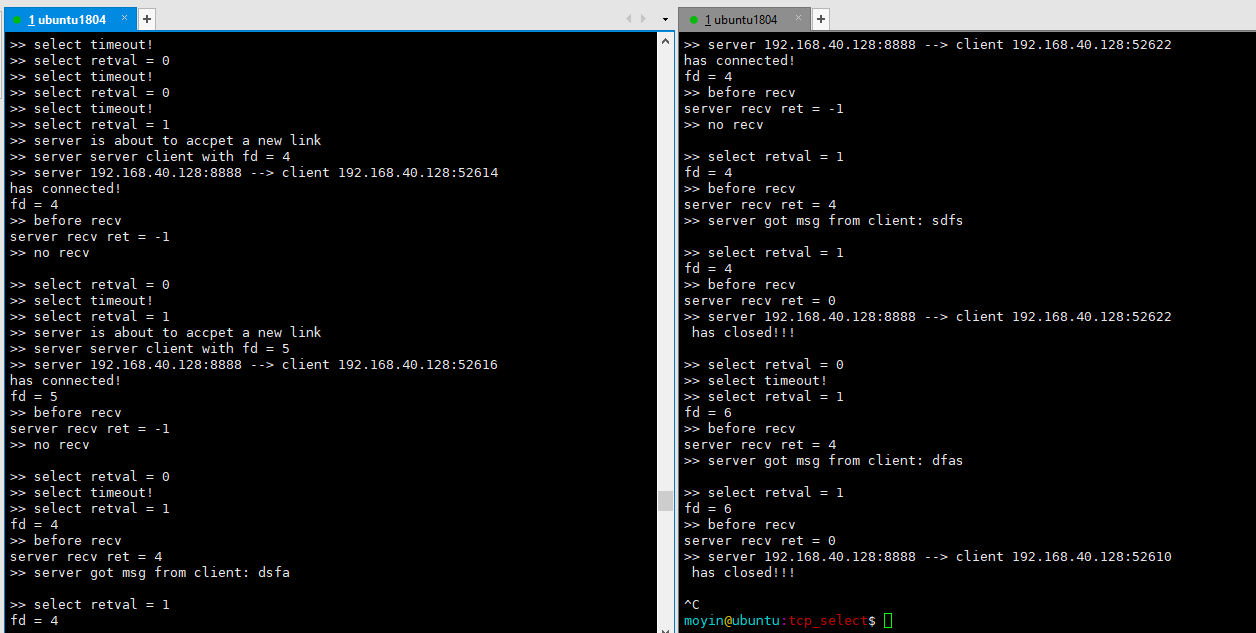 1 ubuntu1804
>> select timeout!
>> select retval = 0
>> select timeout!
>> select retval = 0
>> select timeout!
>> select retval = 1
>> server is about to accpet a new link
>> server server client with fd = 4
>> server 192.168.40.128:8888 --> client 192.168.40.128:52614
has connected!
fd = 4
>> before recv
server recv ret = -1
>> no recv
>> select retval = 0
>> select timeout!
>> select retval = 1
>> server is about to accpet a new link
>> server server client with fd = 5
>> server 192.168.40.128:8888 --> client 192.168.40.128:52616
has connected!
fd = 5
>> before recv
server recv ret = -1
>> no recv
>> select retval = 0
>> select timeout!
>> select retval = 1
fd = 4
>> before recv
server recv ret = 4
>> server got msg from client: dsfa
>> select retval = 1
fd = 4
1 ubuntu1804
>> server 192.168.40.128:8888 --> client 192.168.40.128:52622
has connected!
fd = 4
>> before recv
server recv ret = -1
>> no recv
>> select retval = 1
fd = 4
>> before recv
server recv ret = 4
>> server got msg from client: sdfs
>> select retval = 1
fd = 4
>> before recv
server recv ret = 0
>> server 192.168.40.128:8888 --> client 192.168.40.128:52622
has closed!!!
>> select retval = 0
>> select timeout!
>> select retval = 1
fd = 6
>> before recv
server recv ret = 4
>> server got msg from client: dfas
>> select retval = 1
fd = 6
>> before recv
server recv ret = 0
>> server 192.168.40.128:8888 --> client 192.168.40.128:52610
has closed!!!
^C
moyin@ubuntu:tcp_select$